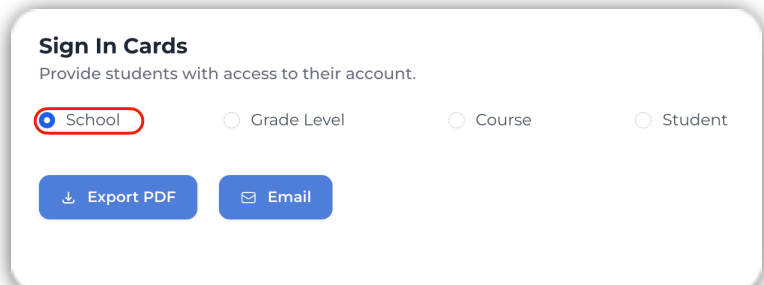 Sign In Cards
Provide students with access to their account.
School Grade Level Course Student
Export PDF Email